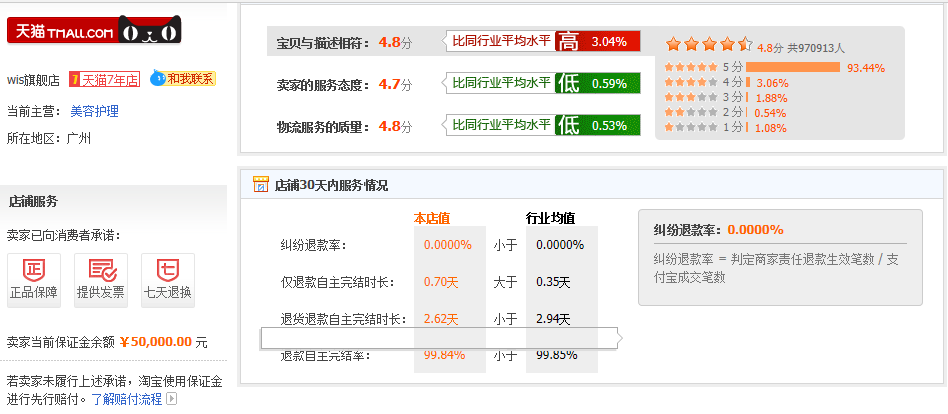 天猫 TMALL.COM
wis旗舰店 天猫7年店 和我联系
当前主营： 美容护理
所在地区：广州
店铺服务
卖家已向消费者承诺：
正品保障 提供发票 七天退换
卖家当前保证金余额 ￥50,000.00 元
若卖家未履行上述承诺，淘宝使用保证金
进行先行赔付。了解赔付流程
宝贝与描述相符： 4.8分 比同行业平均水平 高 3.04%
卖家的服务态度： 4.7分 比同行业平均水平 低 0.59%
物流服务的质量： 4.8分 比同行业平均水平 低 0.53%
4.8分 共970913人
5 分 93.44%
4 分 3.06%
3 分 1.88%
2 分 0.54%
1 分 1.08%
店铺30天内服务情况
本店值 行业均值
纠纷退款率： 0.0000% 小于 0.0000%
仅退款自主完结时长： 0.70天 大于 0.35天
退货退款自主完结时长： 2.62天 小于 2.94天
退款自主完结率： 99.84% 小于 99.85%
纠纷退款率：0.0000%
纠纷退款率 = 判定商家责任退款生效笔数 / 支
付宝成交笔数